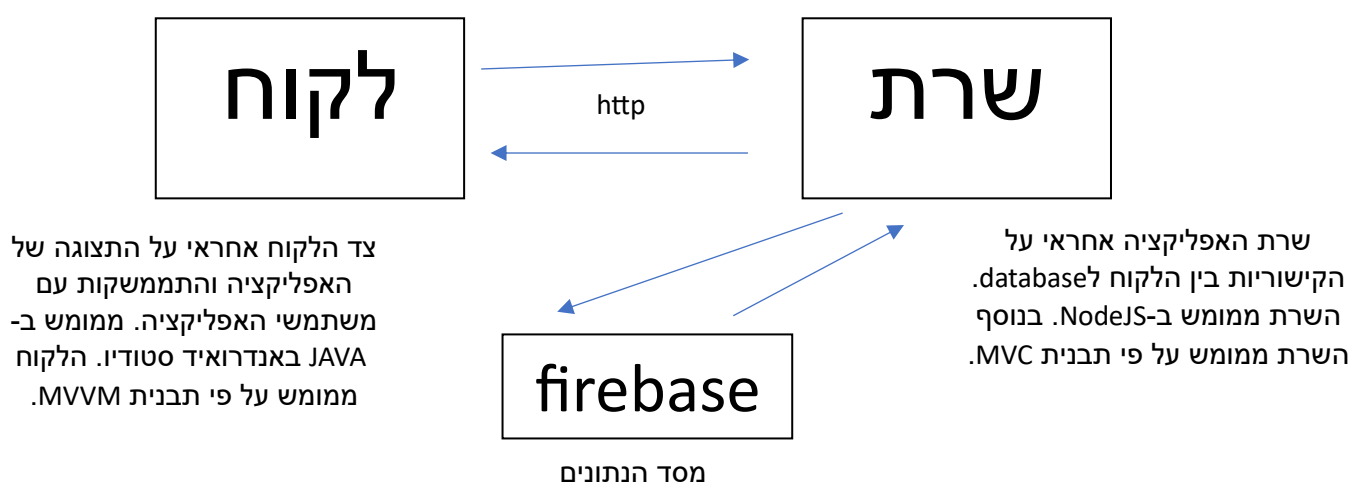 לקוח
http
שרת
צד הלקוח אחראי על התצוגה של
האפליקציה והתממשקות עם
משתמשי האפליקציה. ממומש ב-
JAVA באנדרואיד סטודיו. הלקוח
ממומש על פי תבנית MVVM.
שרת האפליקציה אחראי על
הקישוריות בין הלקוח לdatabase.
השרת ממומש ב-NodeJS. בנוסף
השרת ממומש על פי תבנית MVC.
firebase
מסד הנתונים